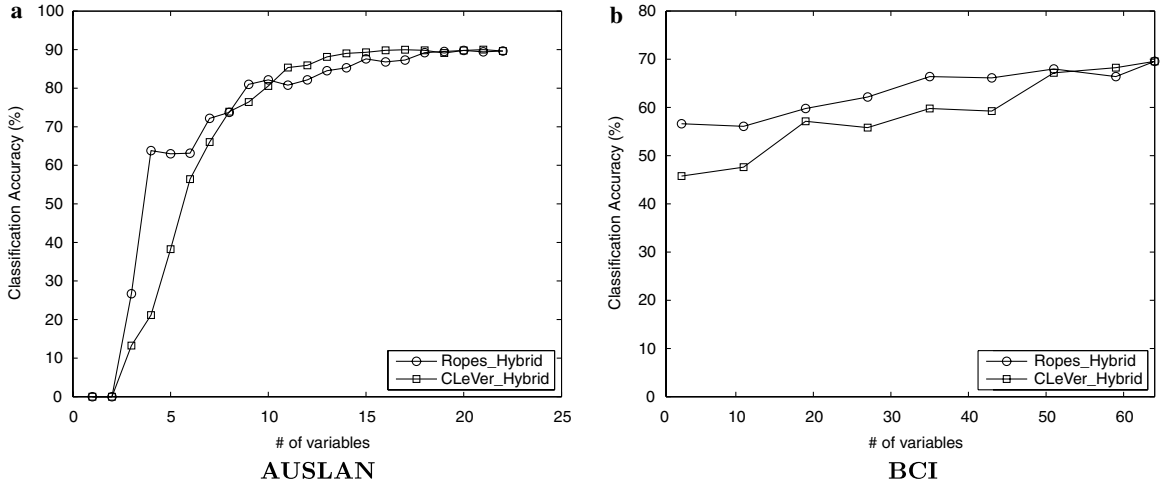 a
100
90
80
70
60
50
40
30
20
10
0
Classification Accuracy (%)
0 5 10 15 20 25
# of variables
Ropes_Hybrid
CLeVer_Hybrid
AUSLAN
b
80
70
60
50
40
30
20
10
0
Classification Accuracy (%)
0 10 20 30 40 50 60
# of variables
Ropes_Hybrid
CLeVer_Hybrid
BCI